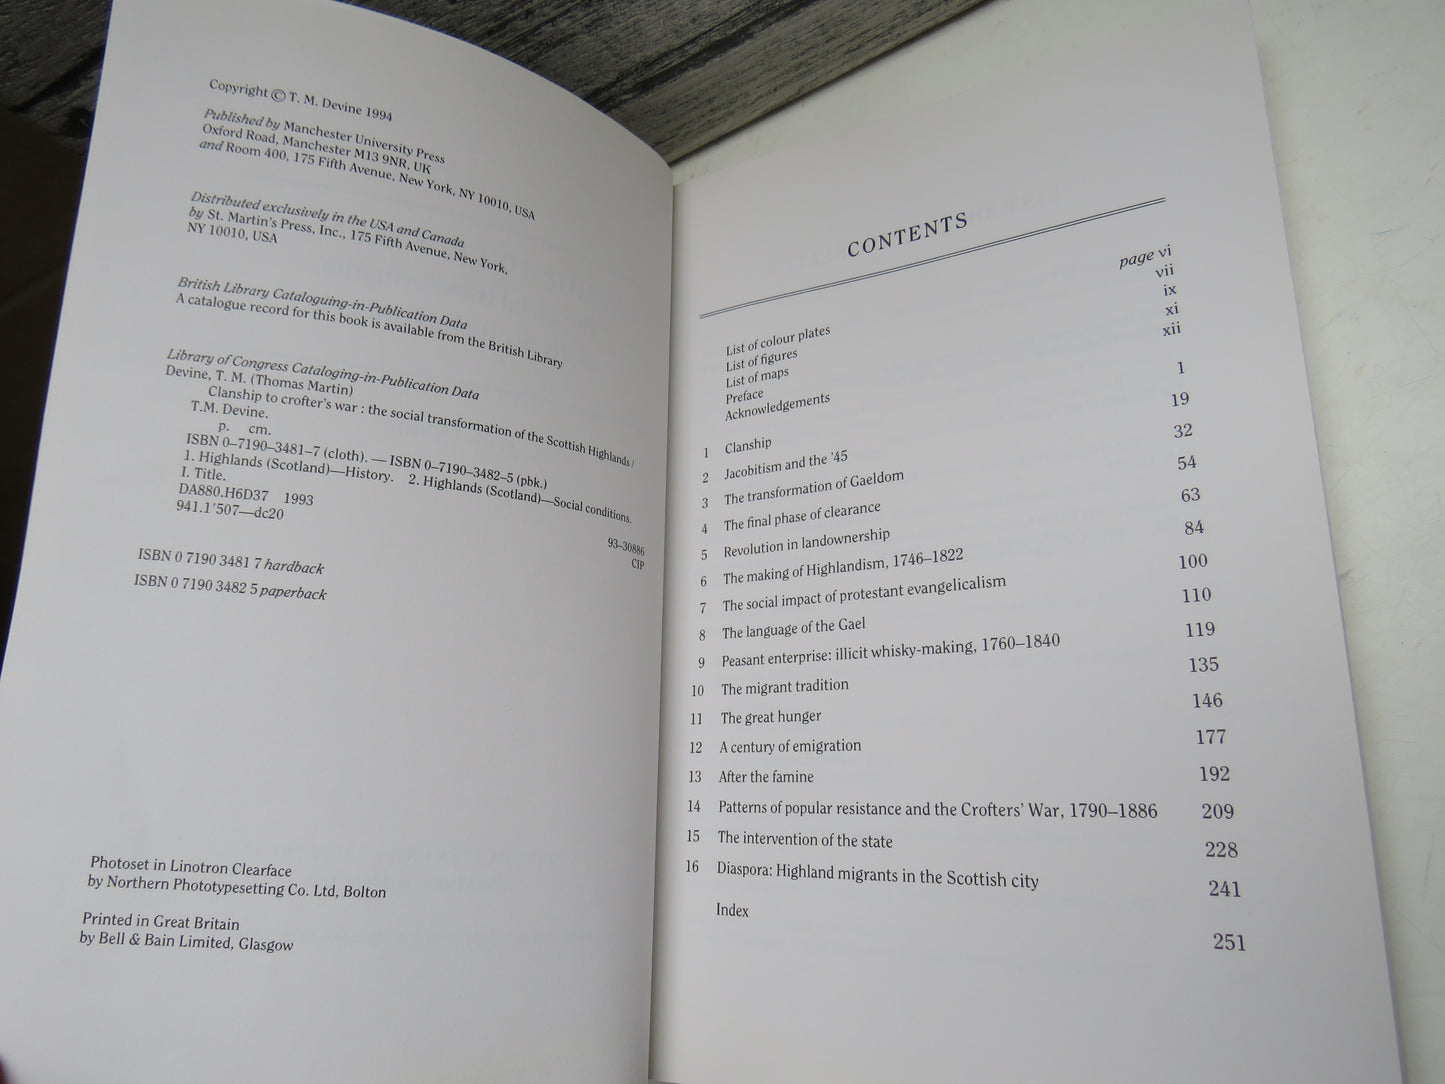 Copyright © T. M. Devine 1994
Published by Manchester University Press
Oxford Road, Manchester M13 9NR, UK
and Room 400, 175 Fifth Avenue, New York, NY 10010, USA
Distributed exclusively in the USA and Canada
by St. Martin's Press, Inc., 175 Fifth Avenue, New York,
NY 10010, USA
British Library Cataloguing-in-Publication Data
A catalogue record for this book is available from the British Library
Library of Congress Cataloging-in-Publication Data
Devine, T. M. (Thomas Martin)
Clanship to crofter's war : the social transformation of the Scottish Highlands /
T.M. Devine.
p. cm.
ISBN 0–7190–3481–7 (cloth). — ISBN 0–7190–3482–5 (pbk.)
1. Highlands (Scotland)—History. 2. Highlands (Scotland)—Social conditions.
I. Title.
DA880.H6D37 1993
941.1'507—dc20
93–30886
CIP
ISBN 0 7190 3481 7 hardback
ISBN 0 7190 3482 5 paperback
Photoset in Linotron Clearface
by Northern Phototypesetting Co. Ltd, Bolton
Printed in Great Britain
by Bell & Bain Limited, Glasgow
CONTENTS
List of colour plates page vi
List of figures vii
List of maps ix
Preface xi
Acknowledgements xii
1 Clanship 1
2 Jacobitism and the '45 19
3 The transformation of Gaeldom 32
4 The final phase of clearance 54
5 Revolution in landownership 63
6 The making of Highlandism, 1746–1822 84
7 The social impact of protestant evangelicalism 100
8 The language of the Gael 110
9 Peasant enterprise: illicit whisky-making, 1760–1840 119
10 The migrant tradition 135
11 The great hunger 146
12 A century of emigration 177
13 After the famine 192
14 Patterns of popular resistance and the Crofters' War, 1790–1886 209
15 The intervention of the state 228
16 Diaspora: Highland migrants in the Scottish city 241
Index 251